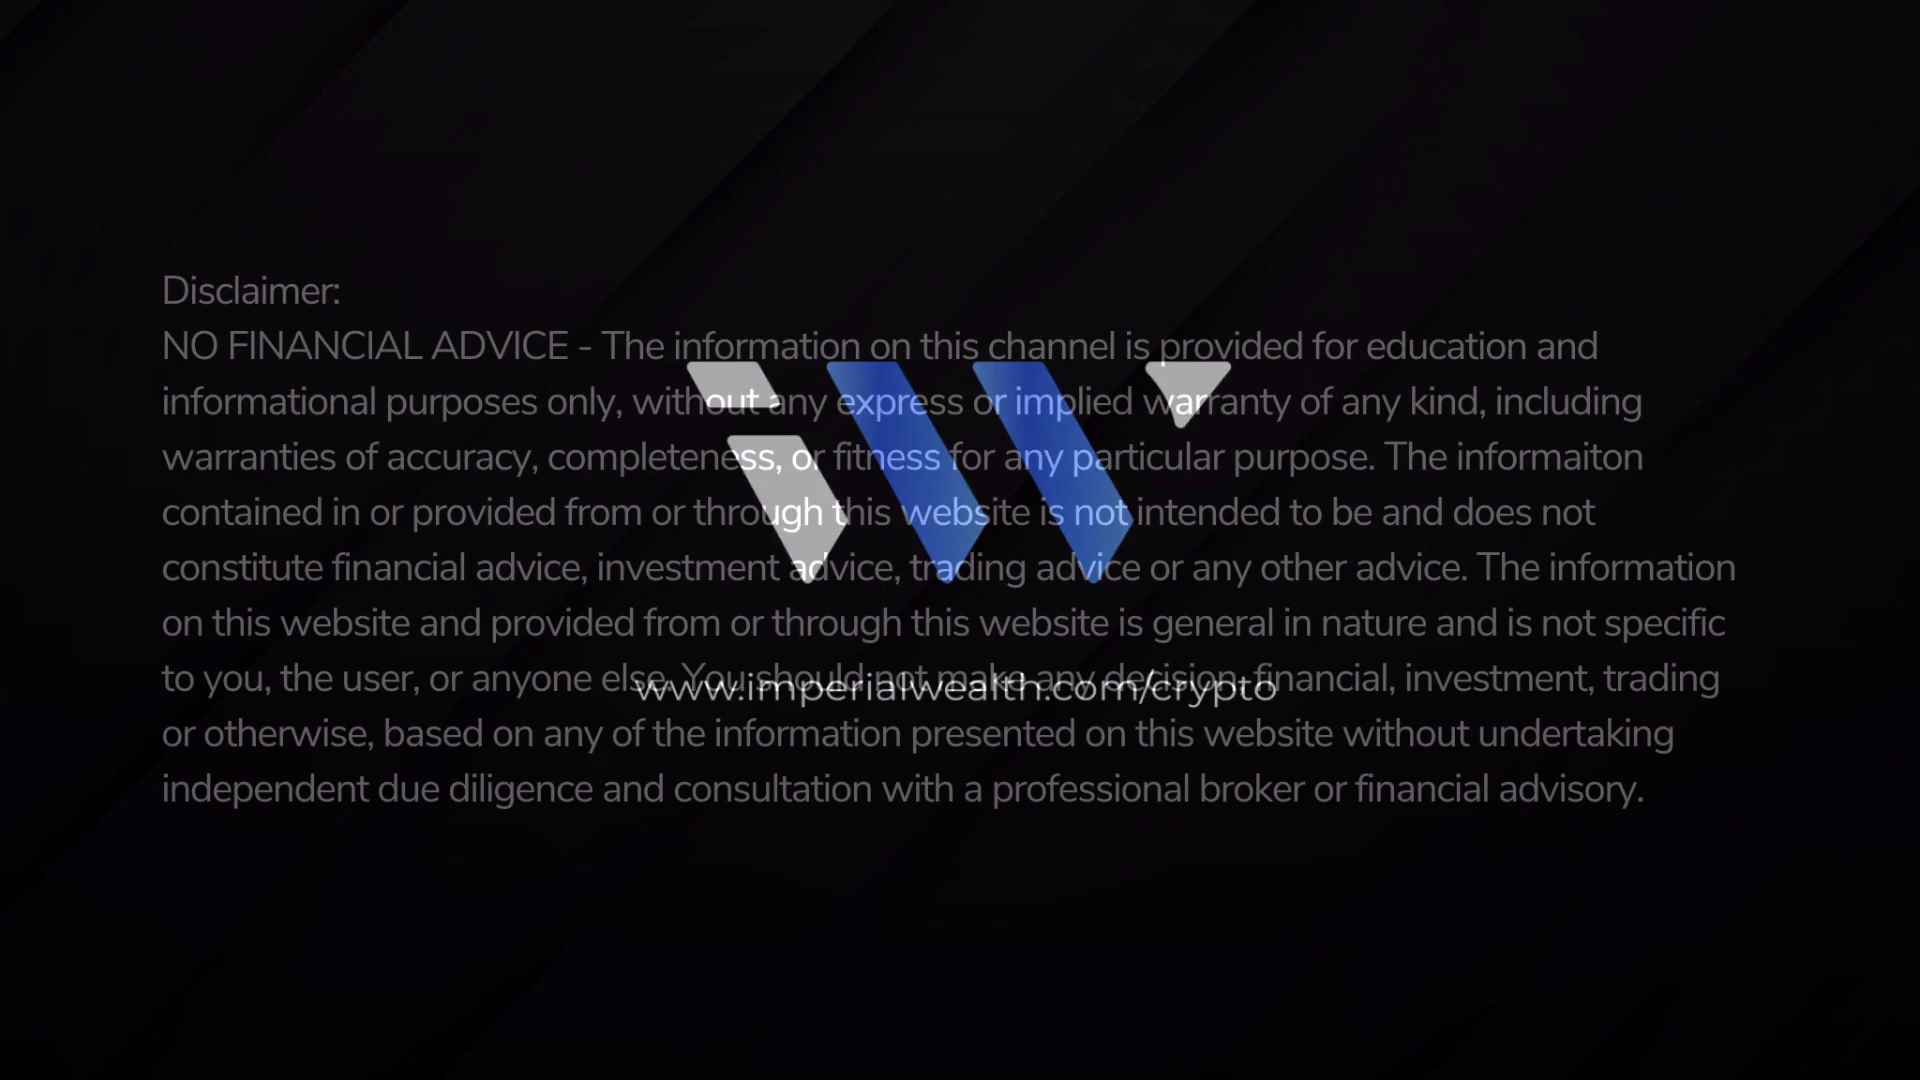 Disclaimer:
NO FINANCIAL ADVICE - The information on this channel is provided for education and
informational purposes only, without any express or implied warranty of any kind, including
warranties of accuracy, completeness, or fitness for any particular purpose. The informaiton
contained in or provided from or through this website is not intended to be and does not
constitute financial advice, investment advice, trading advice or any other advice. The information
on this website and provided from or through this website is general in nature and is not specific
to you, the user, or anyone else. You should not make any decision, financial, investment, trading
www.imperialwealth.com/crypto
or otherwise, based on any of the information presented on this website without undertaking
independent due diligence and consultation with a professional broker or financial advisory.